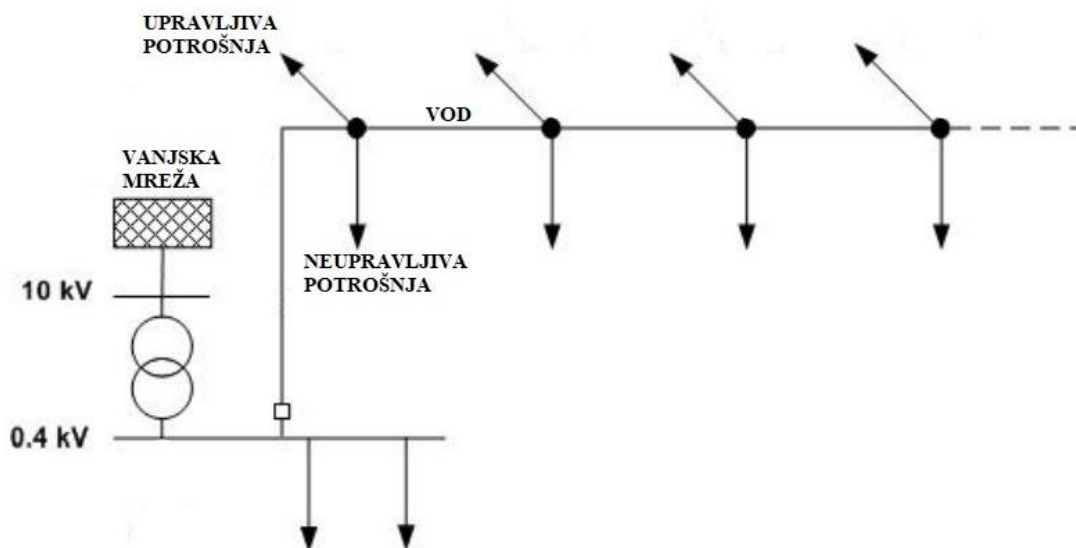 UPRAVLJIVA
POTROŠNJA
VOD
VANJSKA
MREŽA
NEUPRAVLJIVA
POTROŠNJA
10 kV
0.4 kV